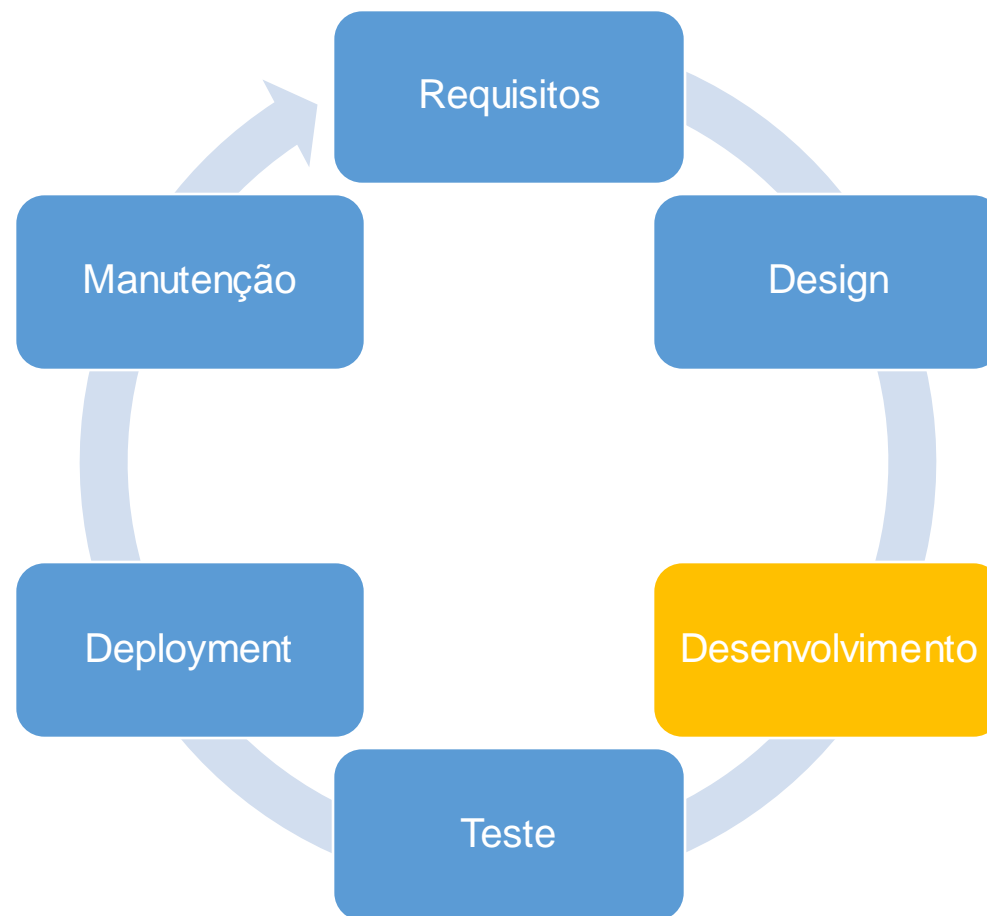 Requisitos
Design
Desenvolvimento
Teste
Deployment
Manutenção